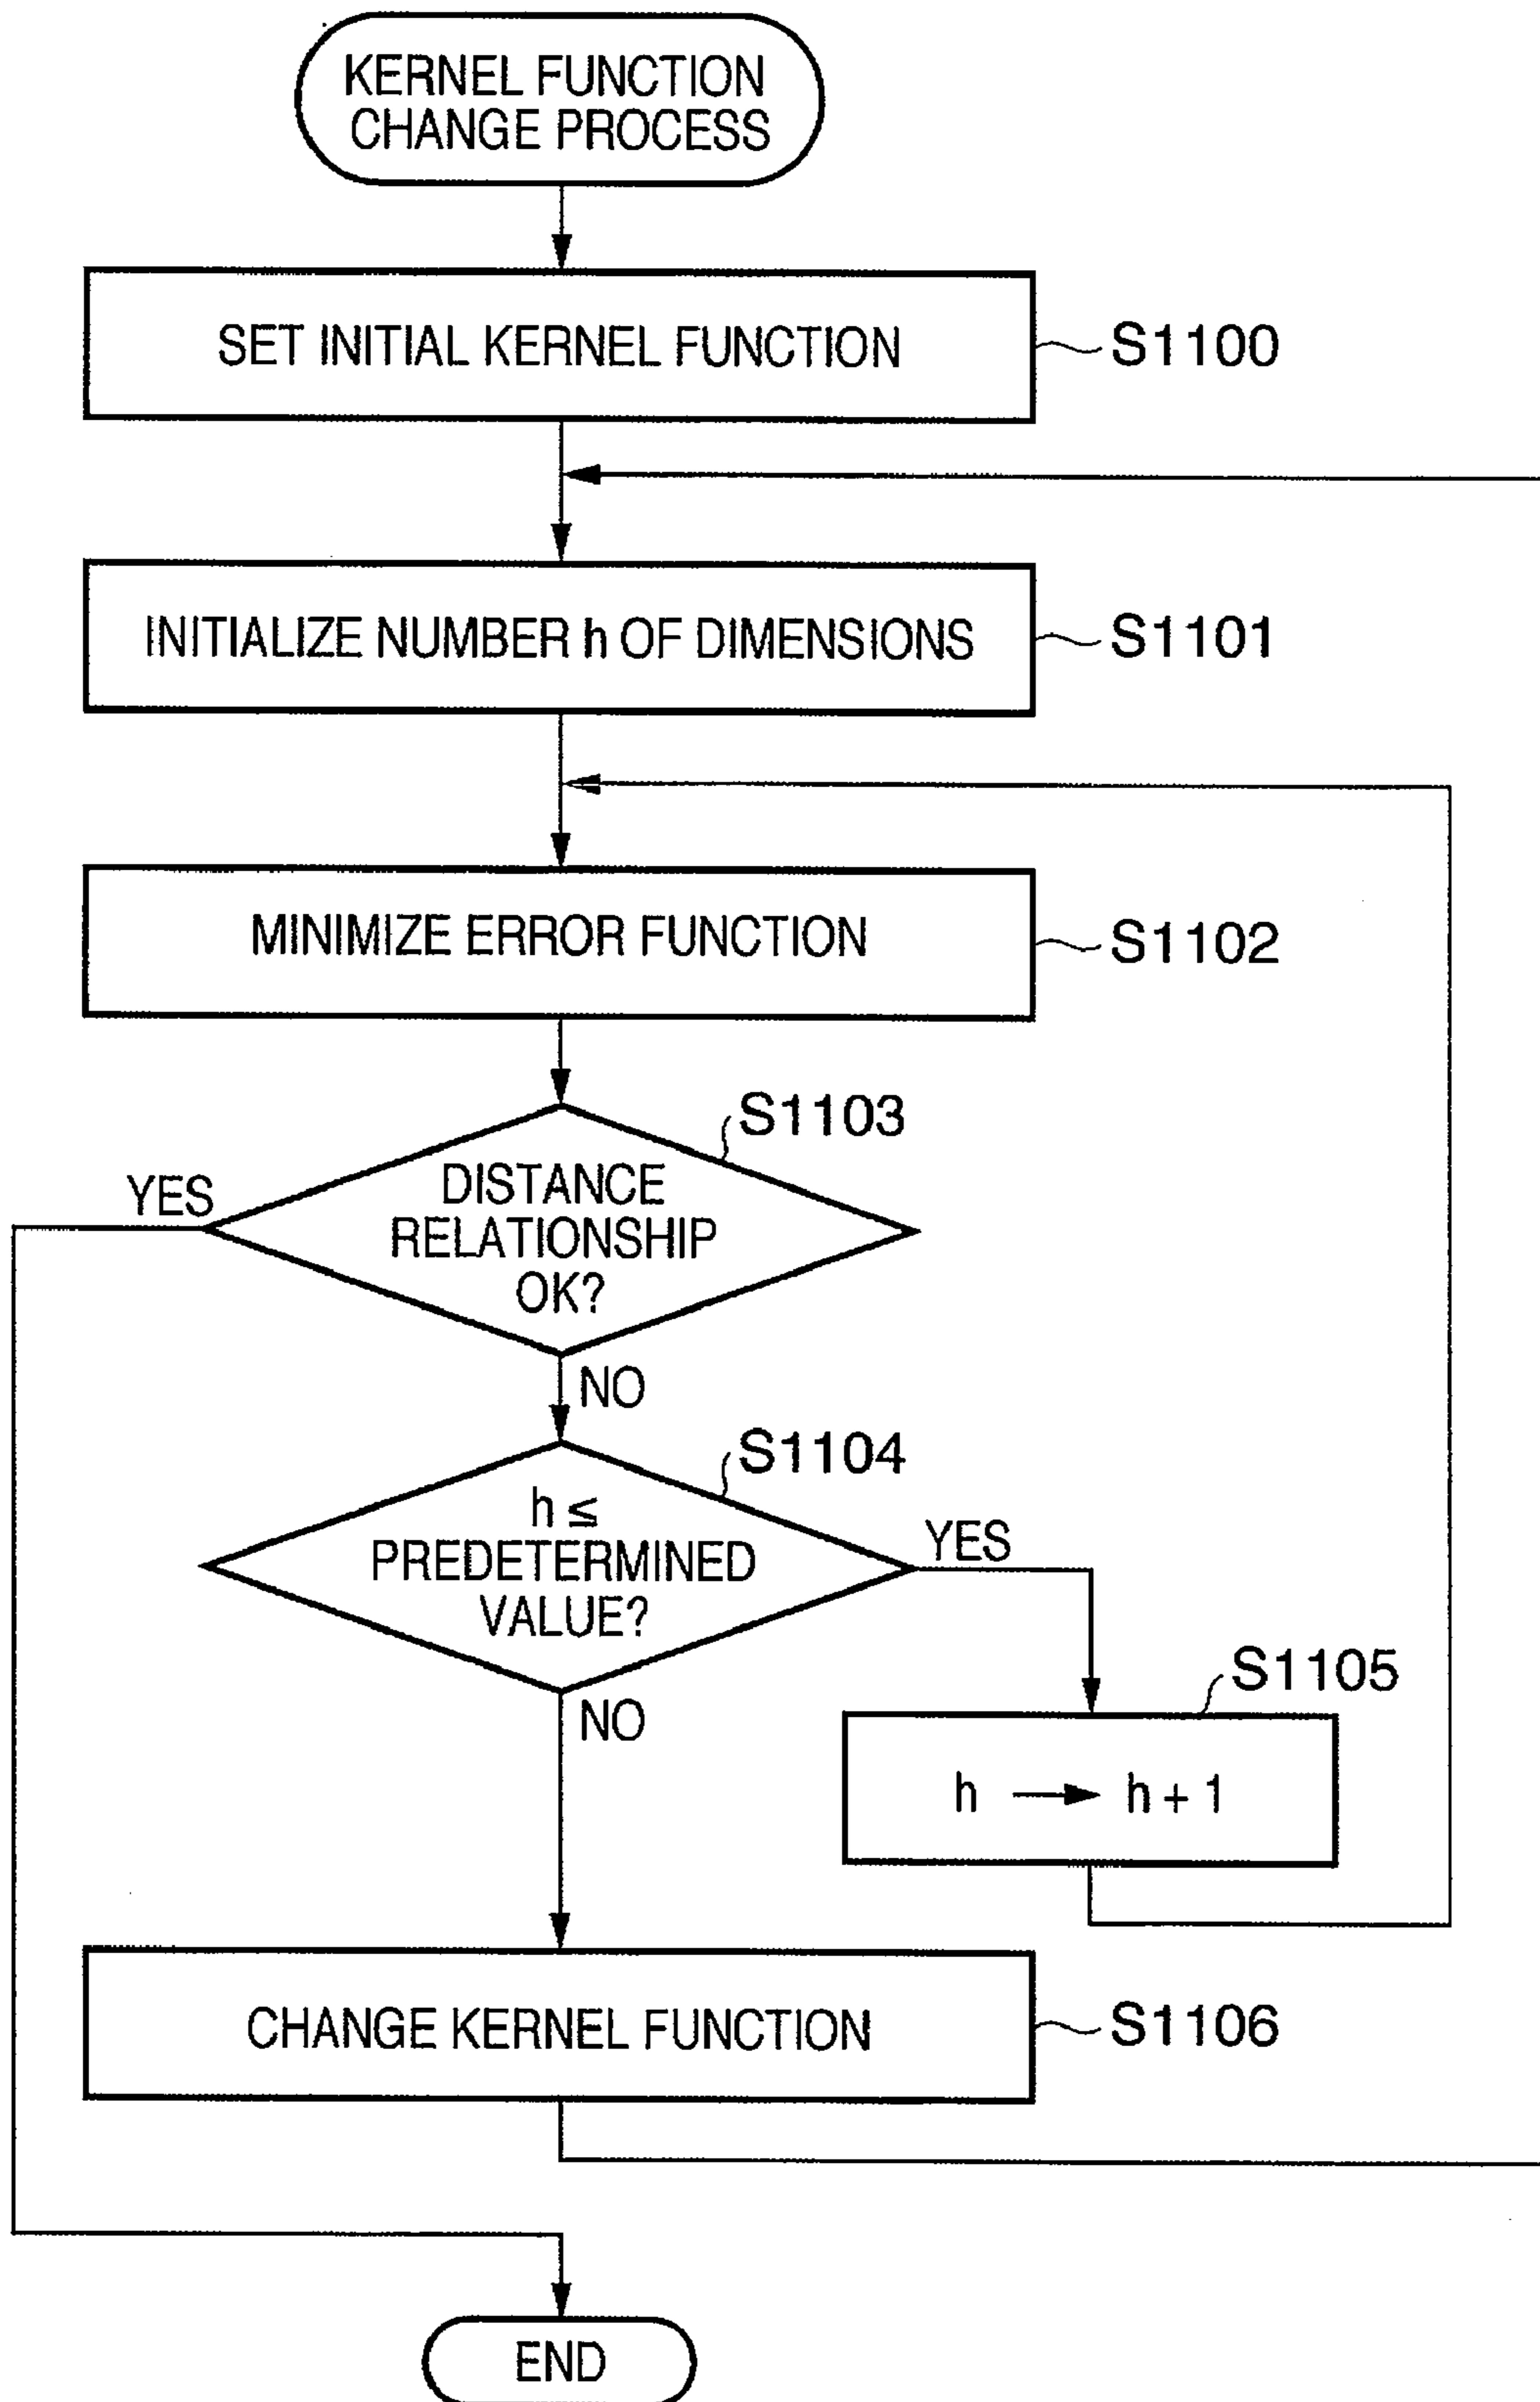 KERNEL FUNCTION
CHANGE PROCESS
SET INITIAL KERNEL FUNCTION
S1100
INITIALIZE NUMBER h OF DIMENSIONS
S1101
MINIMIZE ERROR FUNCTION
S1102
S1103
YES
DISTANCE
RELATIONSHIP
OK?
NO
S1104
h ≤
PREDETERMINED
VALUE?
YES
NO
S1105
h → h + 1
CHANGE KERNEL FUNCTION
S1106
END